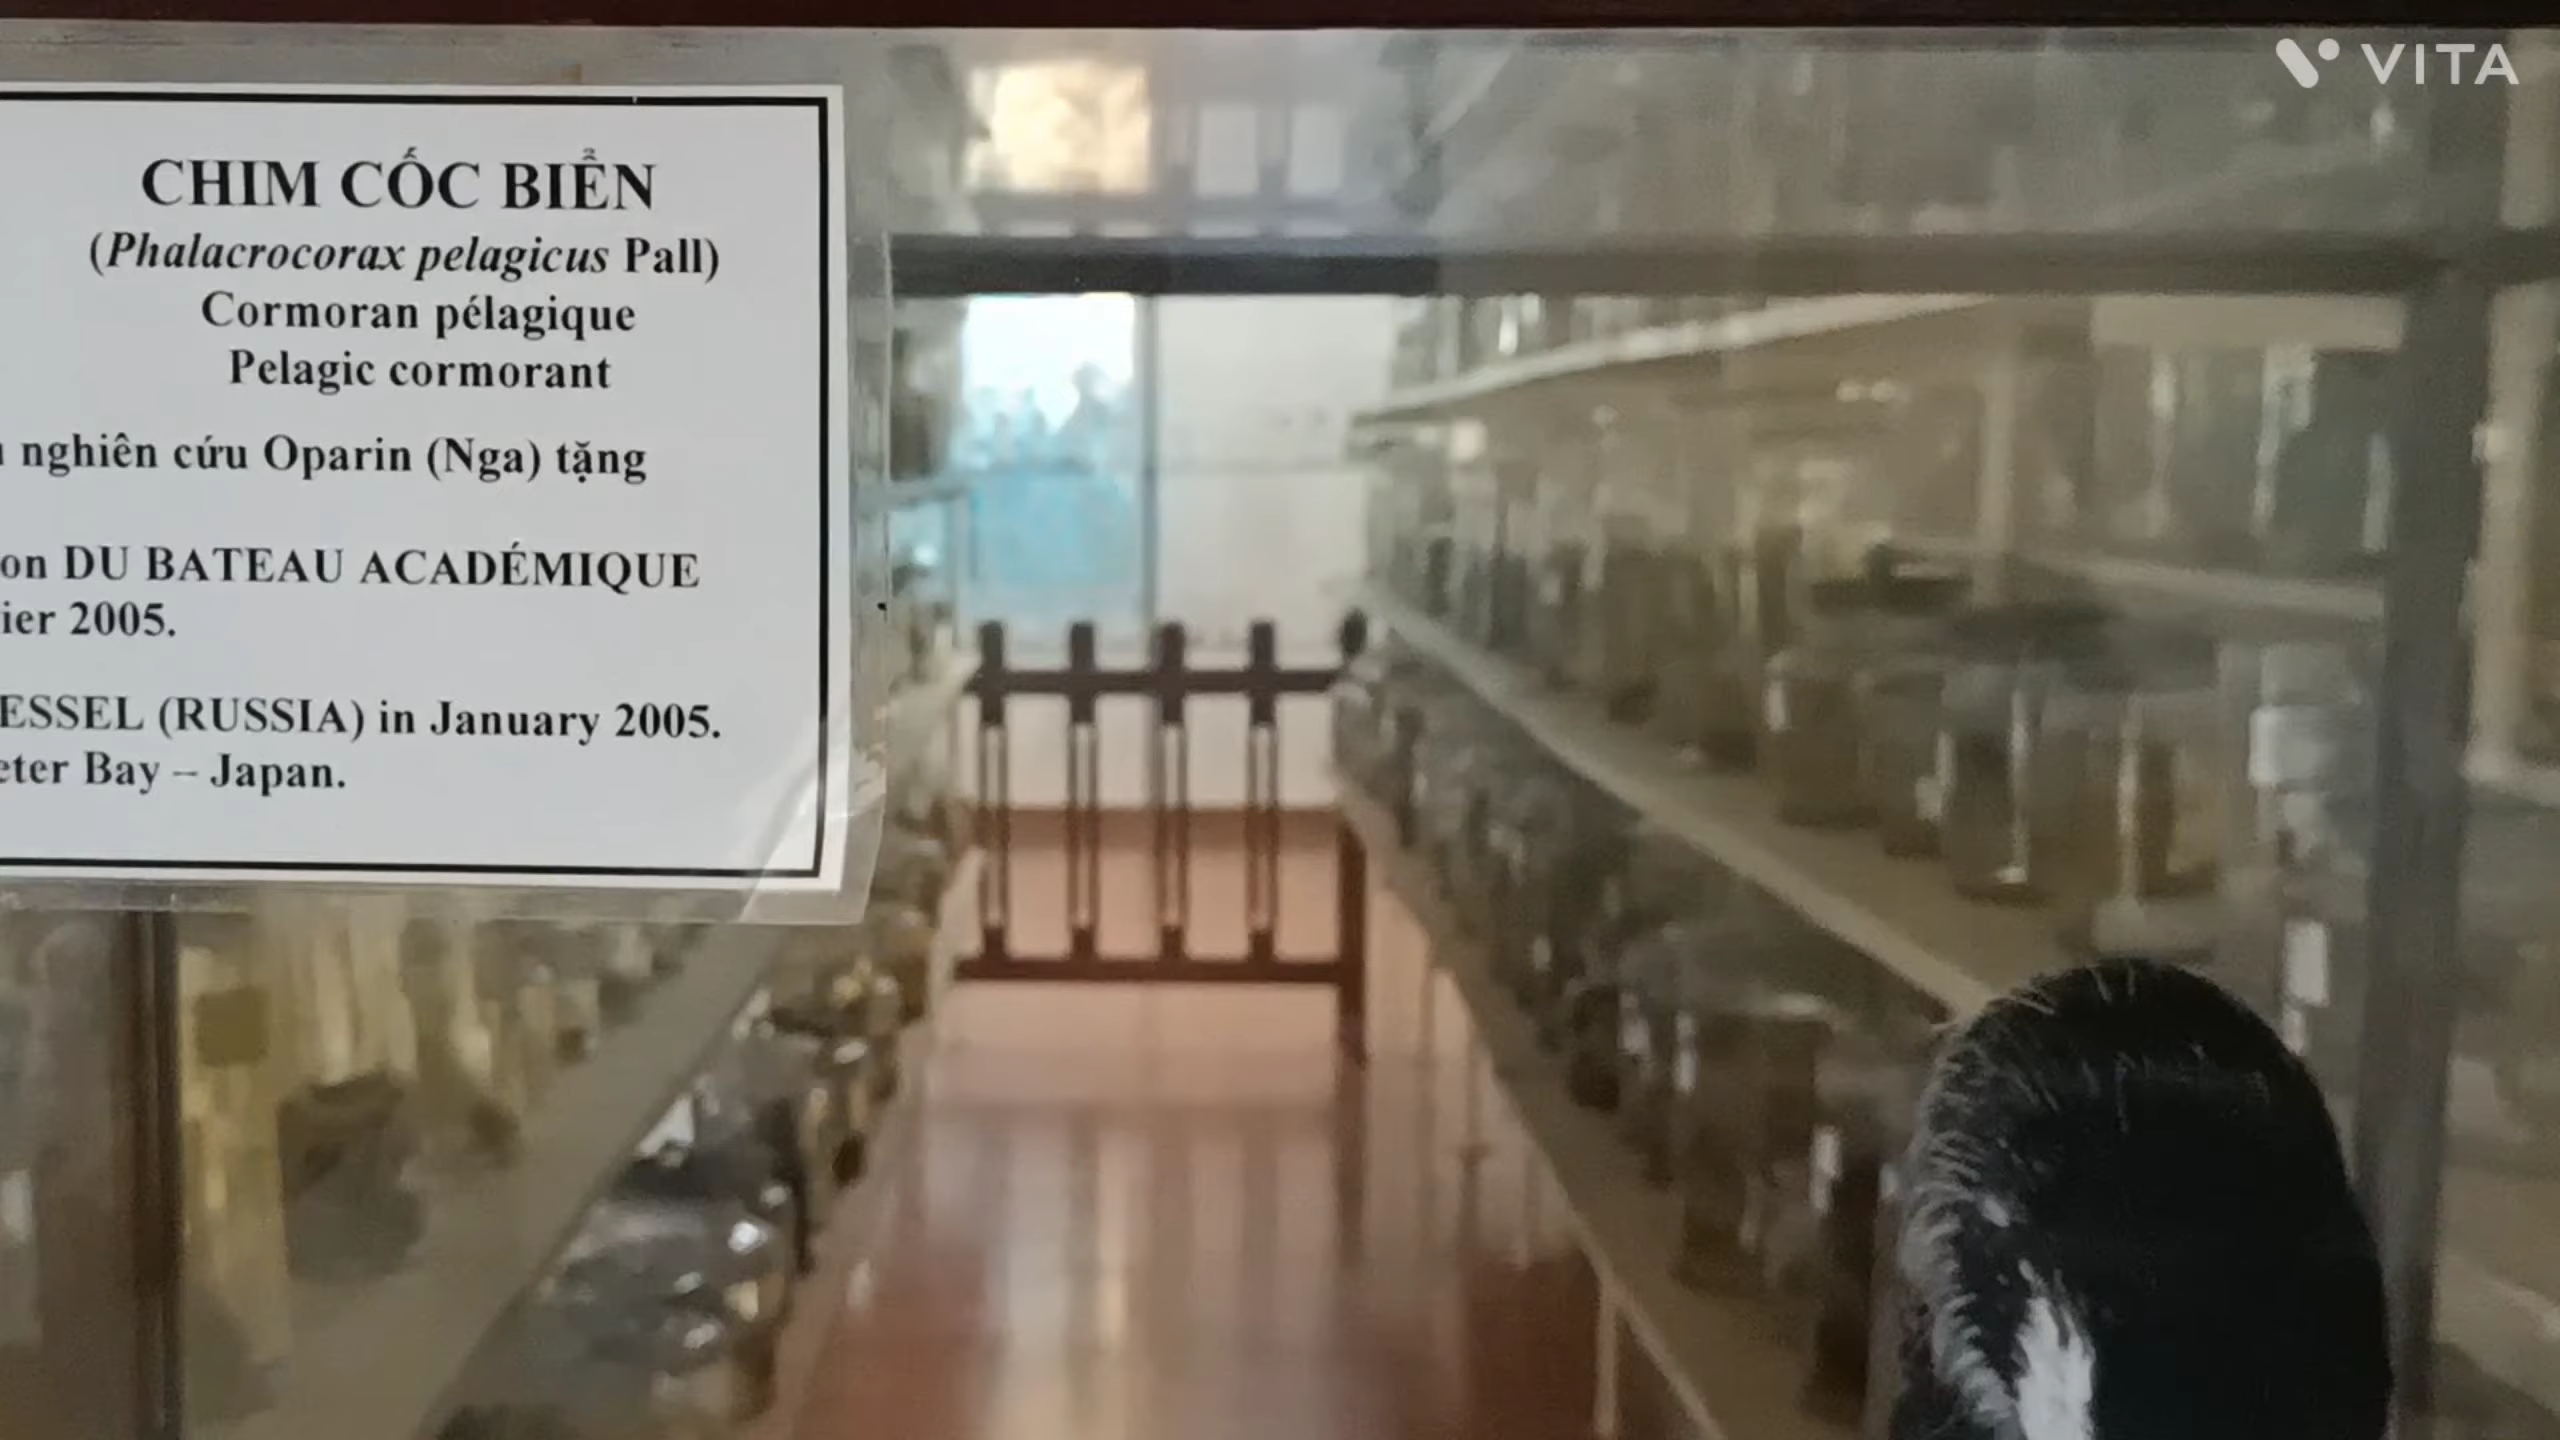 CHIM CỐC BIỂN
(Phalacrocorax pelagicus Pall)
Cormoran pélagique
Pelagic cormorant
nghiên cứu Oparin (Nga) tặng
on DU BATEAU ACADÉMIQUE
ier 2005.
ESSEL (RUSSIA) in January 2005.
eter Bay – Japan.
VITA